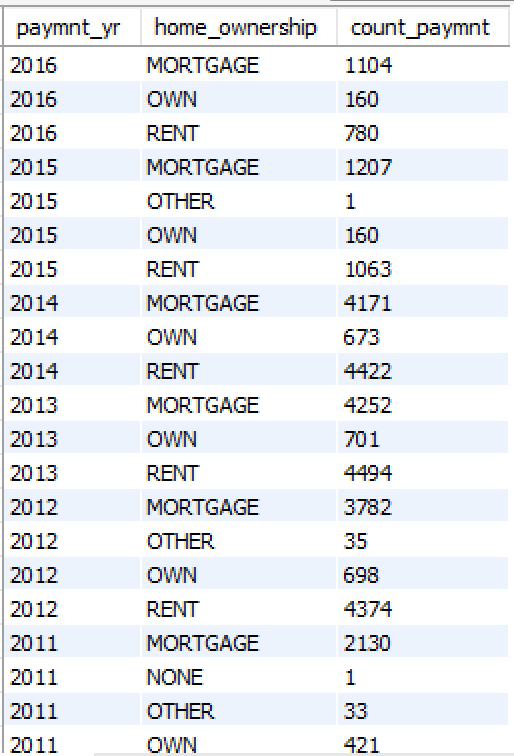 paymnt_yr home_ownership count_paymnt
2016 MORTGAGE 1104
2016 OWN 160
2016 RENT 780
2015 MORTGAGE 1207
2015 OTHER 1
2015 OWN 160
2015 RENT 1063
2014 MORTGAGE 4171
2014 OWN 673
2014 RENT 4422
2013 MORTGAGE 4252
2013 OWN 701
2013 RENT 4494
2012 MORTGAGE 3782
2012 OTHER 35
2012 OWN 698
2012 RENT 4374
2011 MORTGAGE 2130
2011 NONE 1
2011 OTHER 33
2011 OWN 421